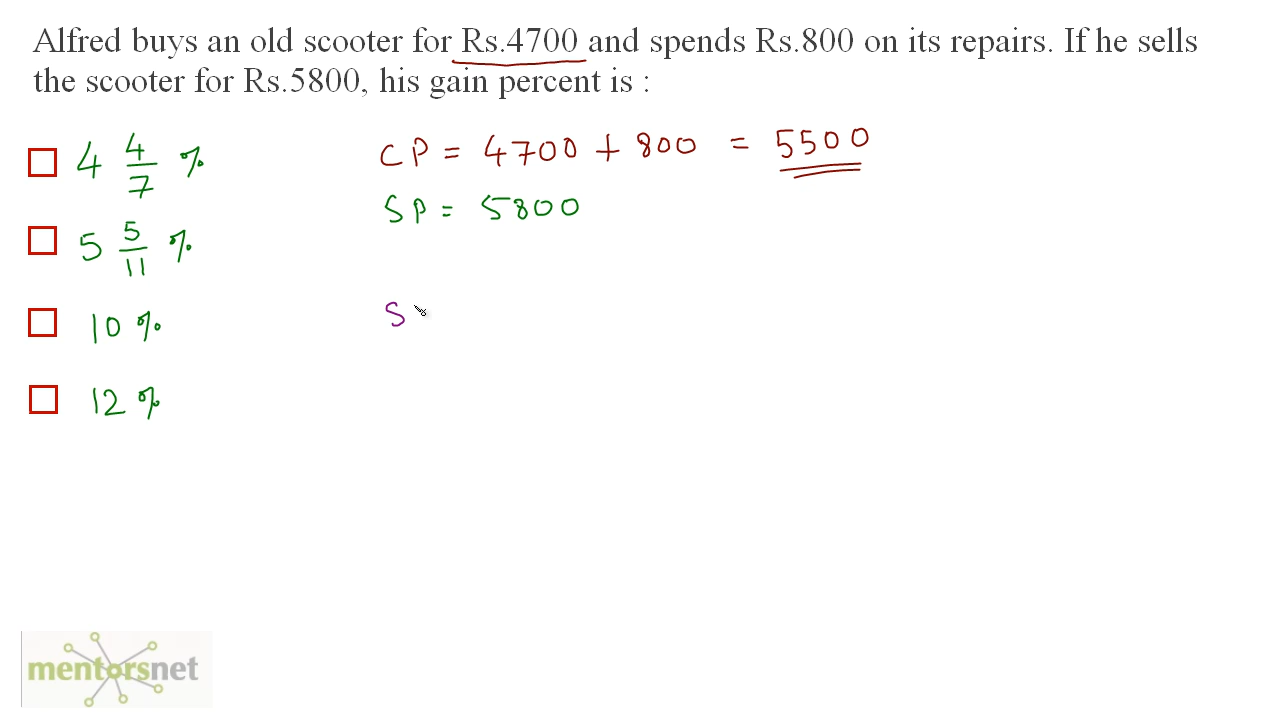 Alfred buys an old scooter for Rs.4700 and spends Rs.800 on its repairs. If he sells
the scooter for Rs.5800, his gain percent is :
4 4/7 %
5 5/11 %
10 %
12 %
CP = 4700 + 800 = 5500
SP = 5800
S
mentorsnet